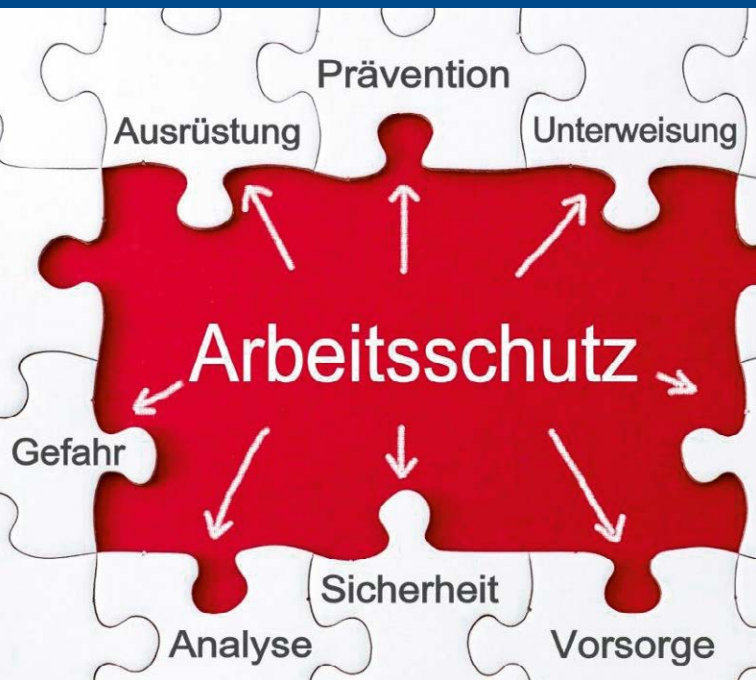 Prävention
Ausrüstung
Unterweisung
Arbeitsschutz
Gefahr
Sicherheit
Analyse
Vorsorge